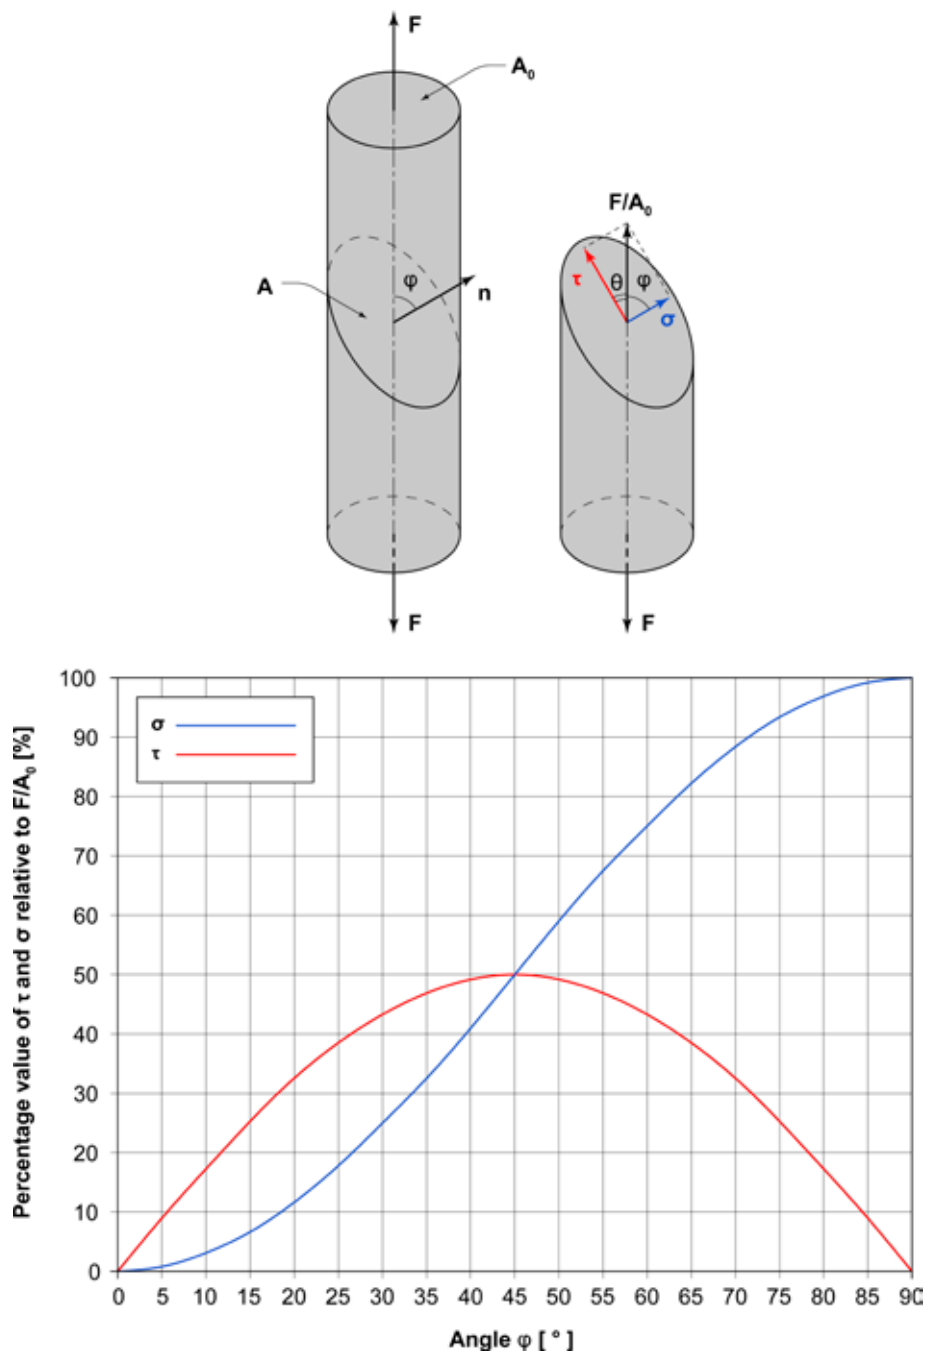 F
A₀
F/A₀
A
φ
n
τ
θ
φ
σ
F
F
Percentage value of τ and σ relative to F/A₀ [%]
100
90
80
70
60
50
40
30
20
10
0
σ
τ
0 5 10 15 20 25 30 35 40 45 50 55 60 65 70 75 80 85 90
Angle φ [ ° ]